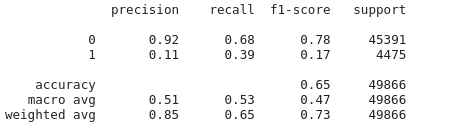 precision recall f1-score support
0 0.92 0.68 0.78 45391
1 0.11 0.39 0.17 4475
accuracy 0.65 49866
macro avg 0.51 0.53 0.47 49866
weighted avg 0.85 0.65 0.73 49866